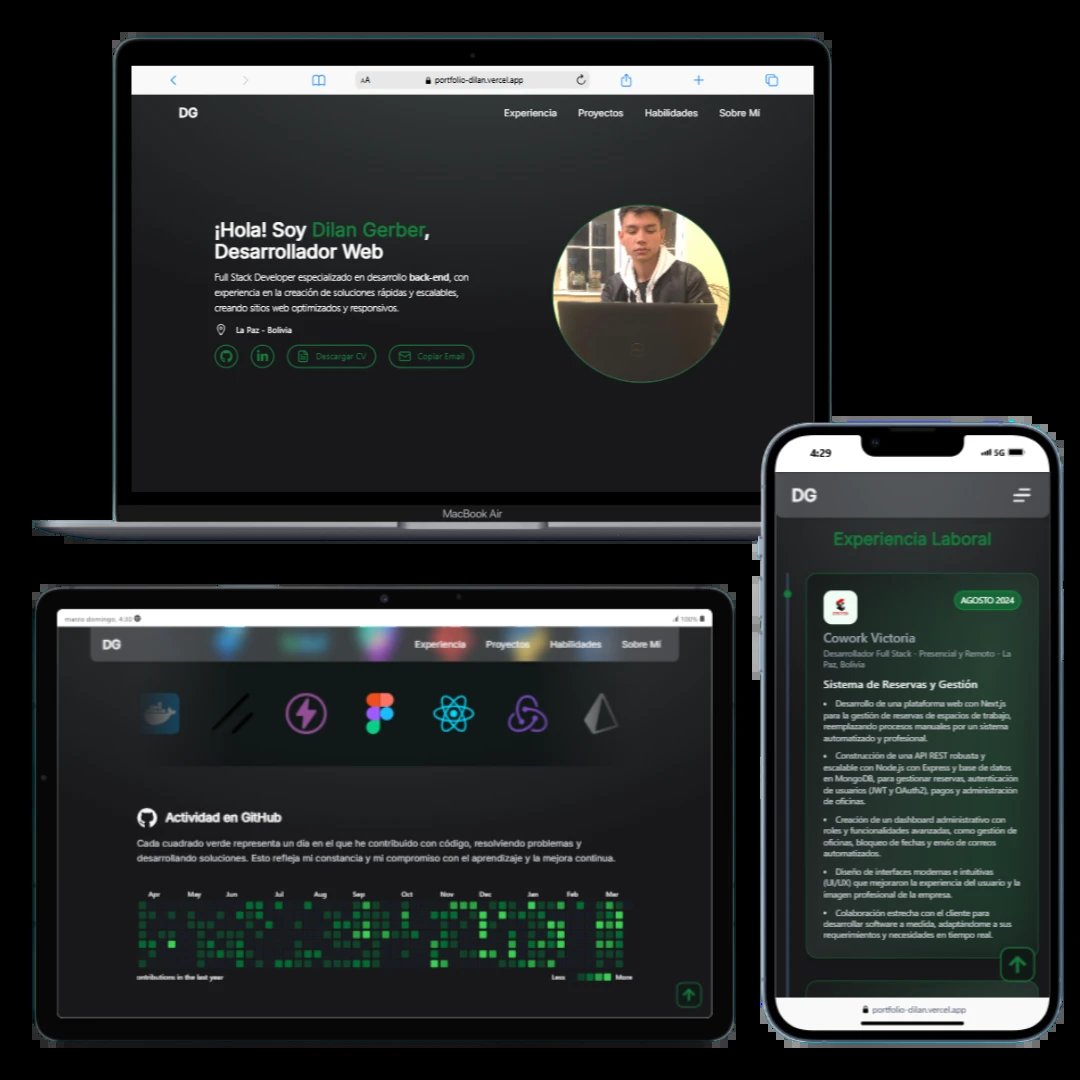 AA
portfolio-dilan.vercel.app
DG
Experiencia
Proyectos
Habilidades
Sobre Mí
¡Hola! Soy Dilan Gerber,
Desarrollador Web
Full Stack Developer especializado en desarrollo back-end, con
experiencia en la creación de soluciones rápidas y escalables,
creando sitios web optimizados y responsivos.
La Paz - Bolivia
in
Descargar CV
Copiar Email
MacBook Air
4:29
5G
DG
Experiencia Laboral
AGOSTO 2024
Cowork Victoria
Desarrollador Full Stack - Presencial y Remoto - La
Paz, Bolivia
Sistema de Reservas y Gestión
• Desarrollo de una plataforma web con Next.js
para la gestión de reservas de espacios de trabajo,
reemplazando procesos manuales por un sistema
automatizado y profesional.
• Construcción de una API REST robusta y
escalable con Node.js con Express y base de datos
en MongoDB, para gestionar reservas, autenticación
de usuarios (JWT y OAuth2), pagos y administración
de oficinas.
• Creación de un dashboard administrativo con
roles y funcionalidades avanzadas, como gestión de
oficinas, bloqueo de fechas y envio de correos
automatizados.
• Diseño de interfaces modernas e intuitivas
(UI/UX) que mejoraron la experiencia del usuario y la
imagen profesional de la empresa.
• Colaboración estrecha con el cliente para
desarrollar software a medida, adaptándome a sus
requerimientos y necesidades en tiempo real.
portfolio-dilan.vercel.app
marzo domingo, 4:32
100%
DG
Experiencia
Proyectos
Habilidades
Sobre Mí
Actividad en GitHub
Cada cuadrado verde representa un día en el que he contribuido con código, resolviendo problemas y
desarrollando soluciones. Esto refleja mi constancia y mi compromiso con el aprendizaje y la mejora continua.
Apr May Jun Jul Aug Sep Oct Nov Dec Jan Feb Mar
ontributions in the last year
Less
More